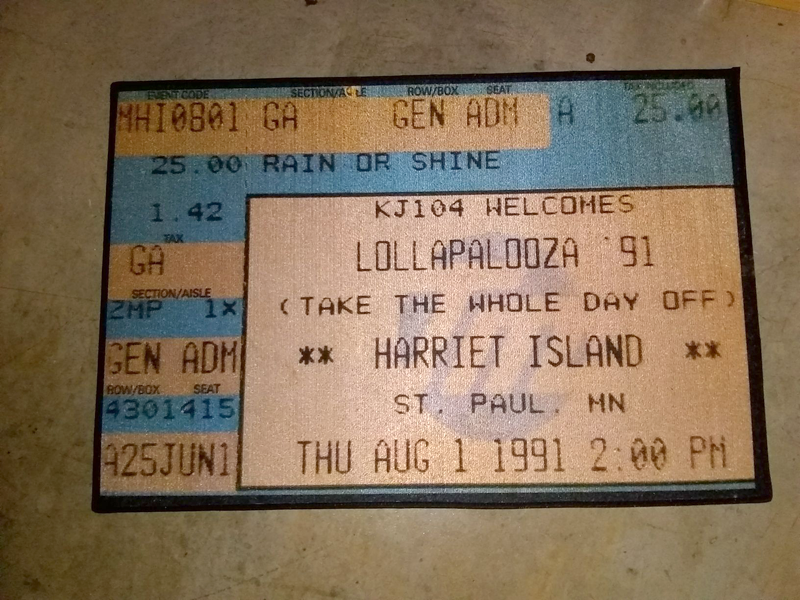 EVENT CODE SECTION/AISLE ROW/BOX SEAT TAX INCLUDED
MHI0801 GA GEN ADM A 25.00
25.00 RAIN OR SHINE
1.42
TAX
GA
SECTION/AISLE
ZMP 1X
GEN ADM
ROW/BOX SEAT
4301415
A25JUN1
KJ104 WELCOMES
LOLLAPALOOZA '91
(TAKE THE WHOLE DAY OFF)
** HARRIET ISLAND **
ST. PAUL. MN
THU AUG 1 1991 2:00 PM